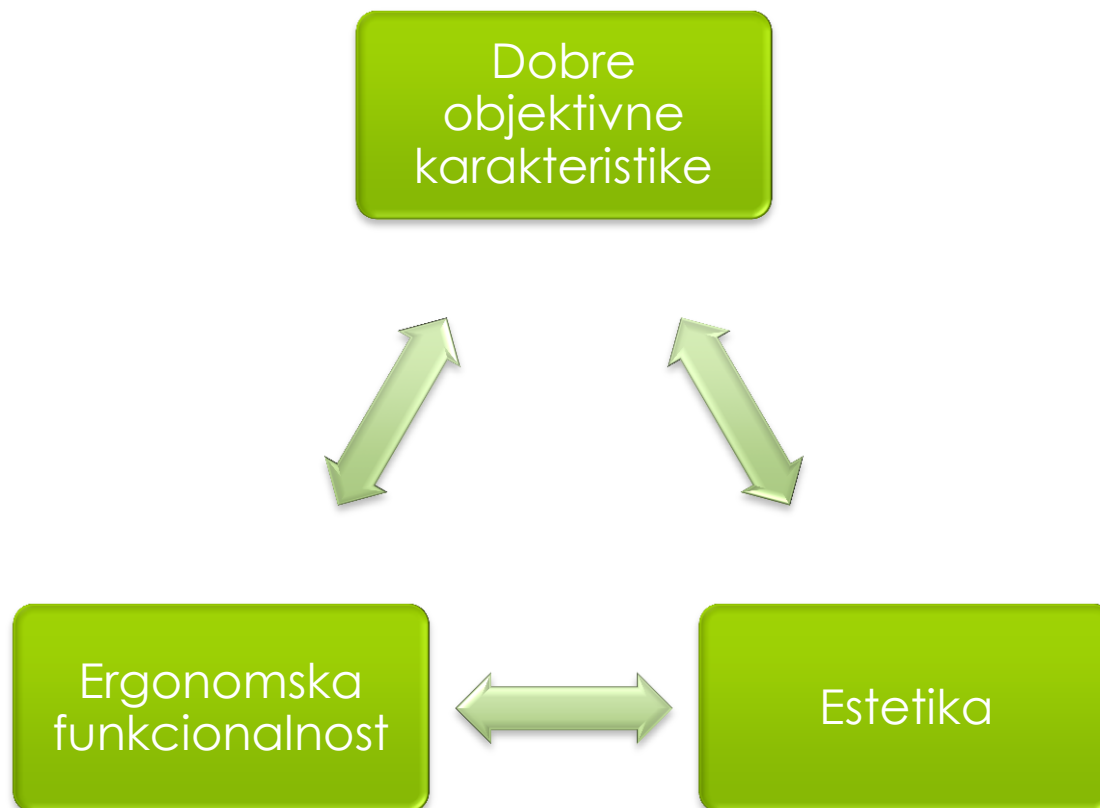 Dobre
objektivne
karakteristike
Ergonomska
funkcionalnost
Estetika